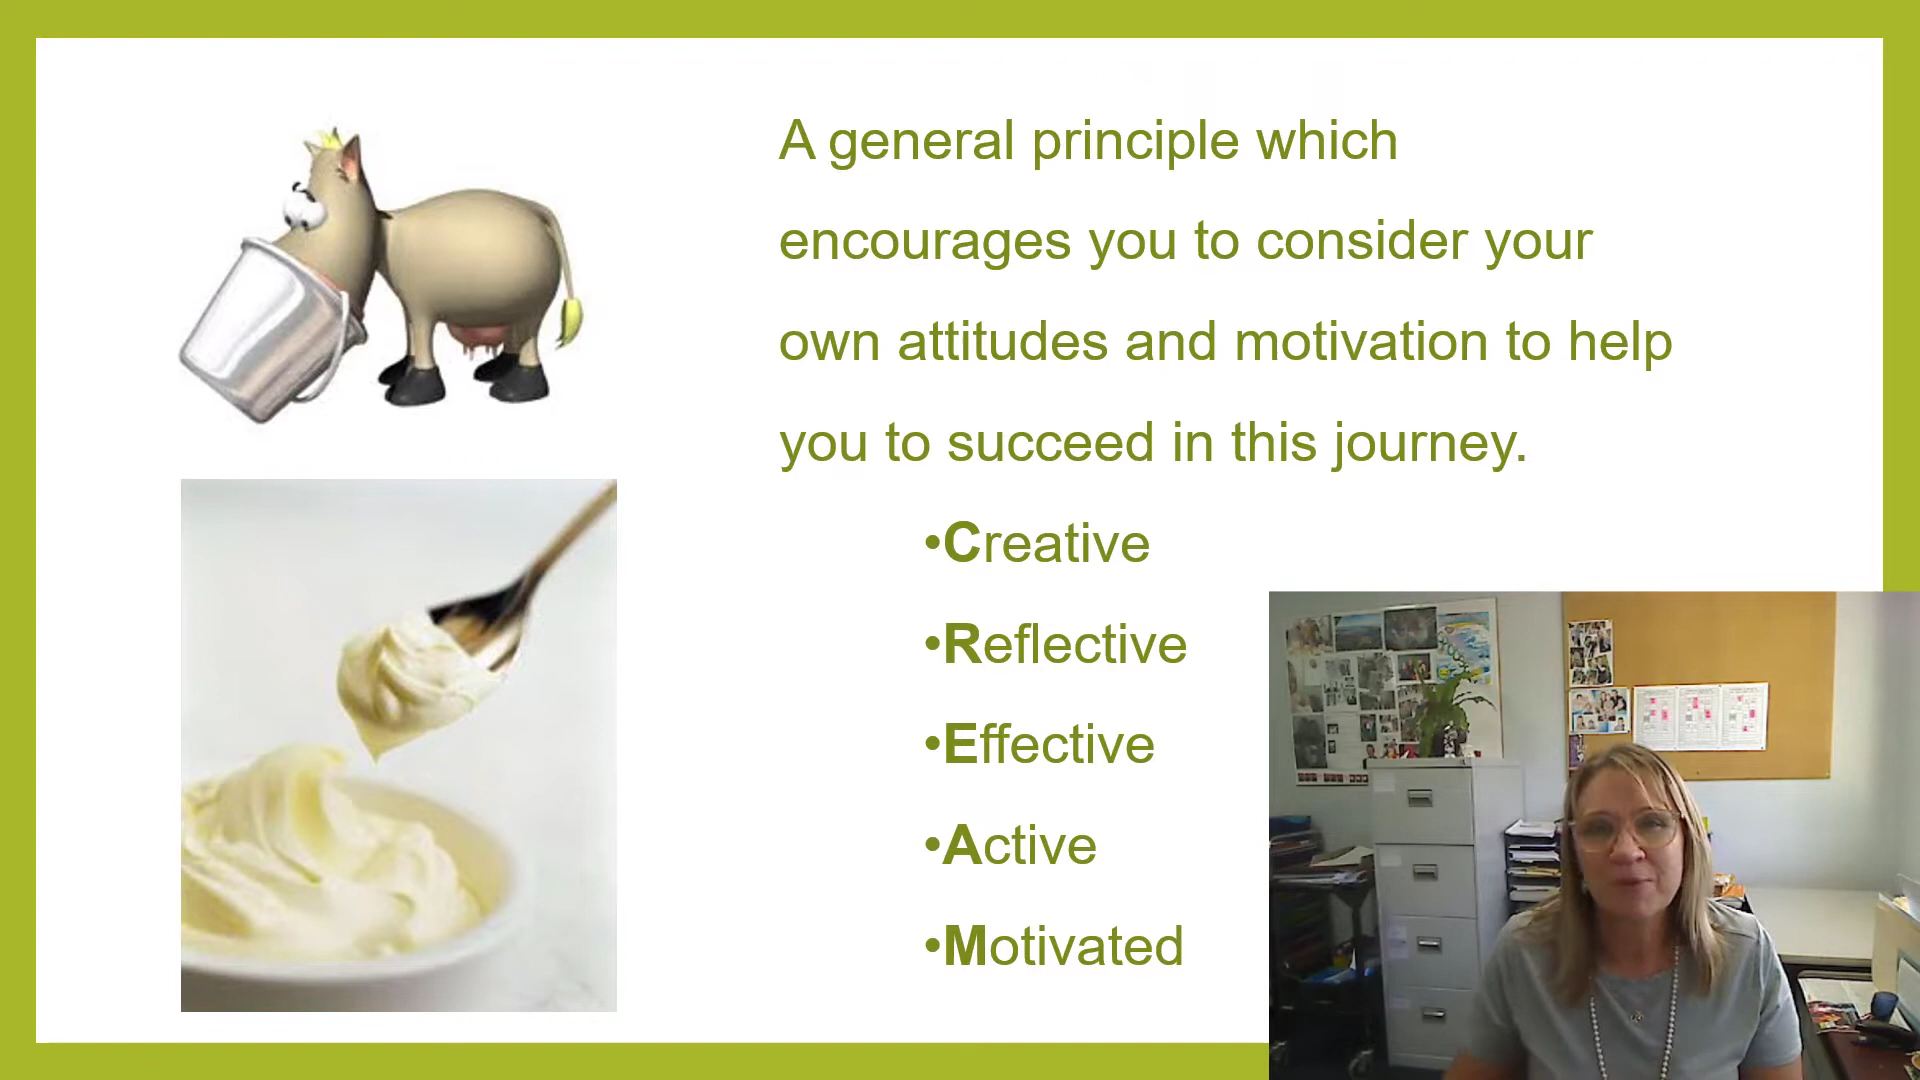 A general principle which
encourages you to consider your
own attitudes and motivation to help
you to succeed in this journey.
•Creative
•Reflective
•Effective
•Active
•Motivated